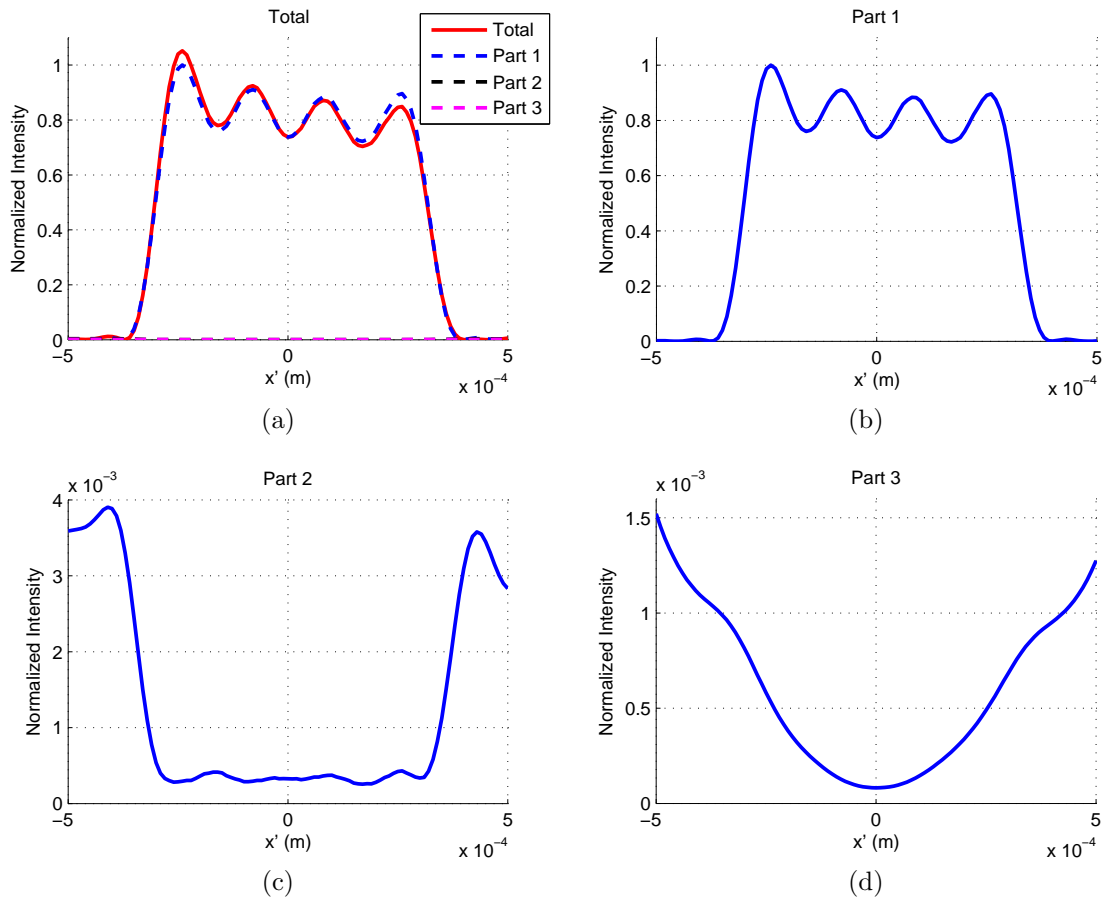 Total
Total
Part 1
Part 2
Part 3
Normalized Intensity
1
0.8
0.6
0.4
0.2
0
−5
0
5
x' (m)
x 10−4
(a)
Part 1
Normalized Intensity
1
0.8
0.6
0.4
0.2
0
−5
0
5
x' (m)
x 10−4
(b)
Part 2
x 10−3
Normalized Intensity
4
3
2
1
0
−5
0
5
x' (m)
x 10−4
(c)
Part 3
x 10−3
Normalized Intensity
1.5
1
0.5
0
−5
0
5
x' (m)
x 10−4
(d)